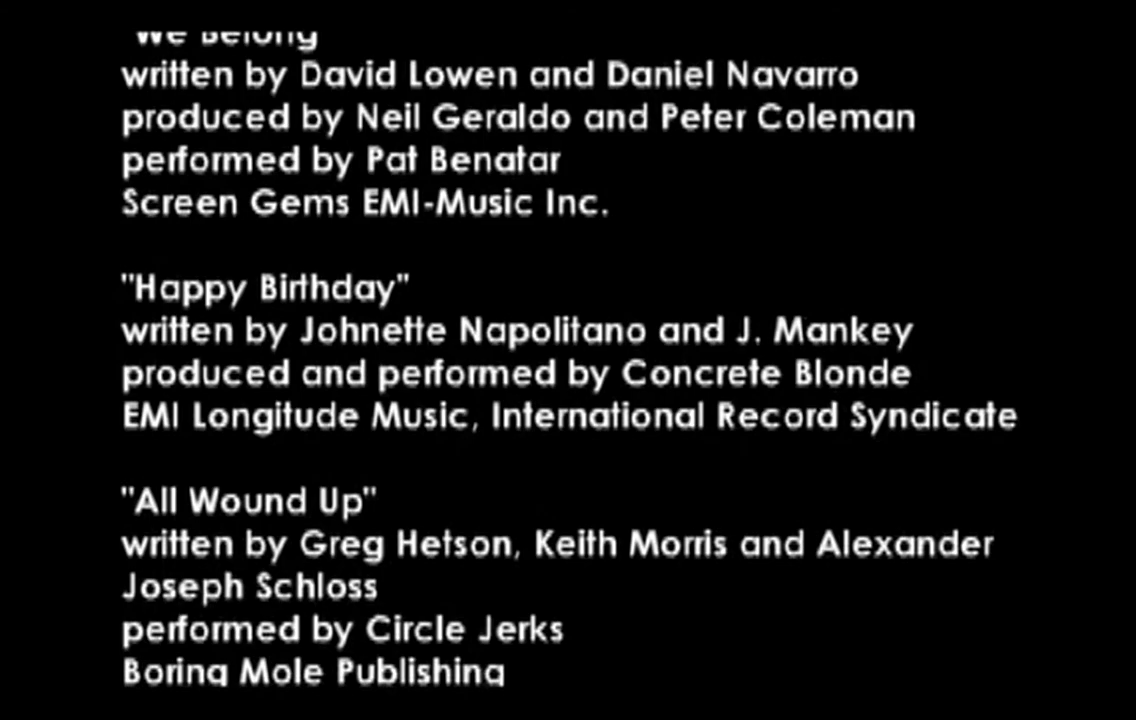 "We Belong
written by David Lowen and Daniel Navarro
produced by Neil Geraldo and Peter Coleman
performed by Pat Benatar
Screen Gems EMI-Music Inc.
"Happy Birthday"
written by Johnette Napolitano and J. Mankey
produced and performed by Concrete Blonde
EMI Longitude Music, International Record Syndicate
"All Wound Up"
written by Greg Hetson, Keith Morris and Alexander
Joseph Schloss
performed by Circle Jerks
Boring Mole Publishing